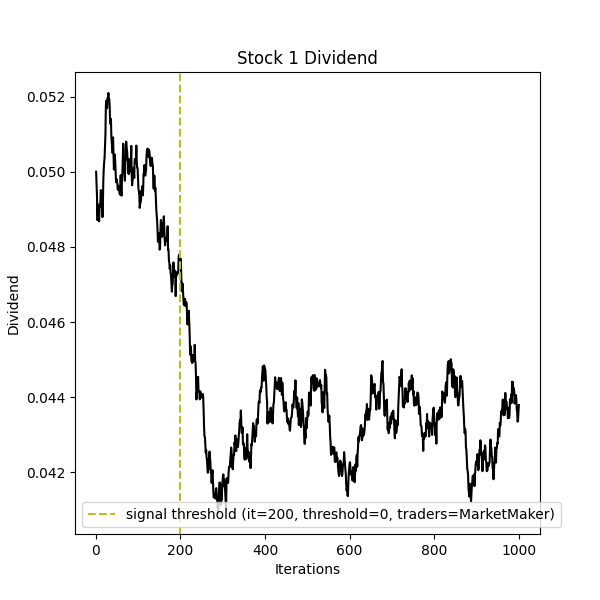 Stock 1 Dividend
0.052
0.050
0.048
0.046
0.044
0.042
Dividend
signal threshold (it=200, threshold=0, traders=MarketMaker)
0 200 400 600 800 1000
Iterations